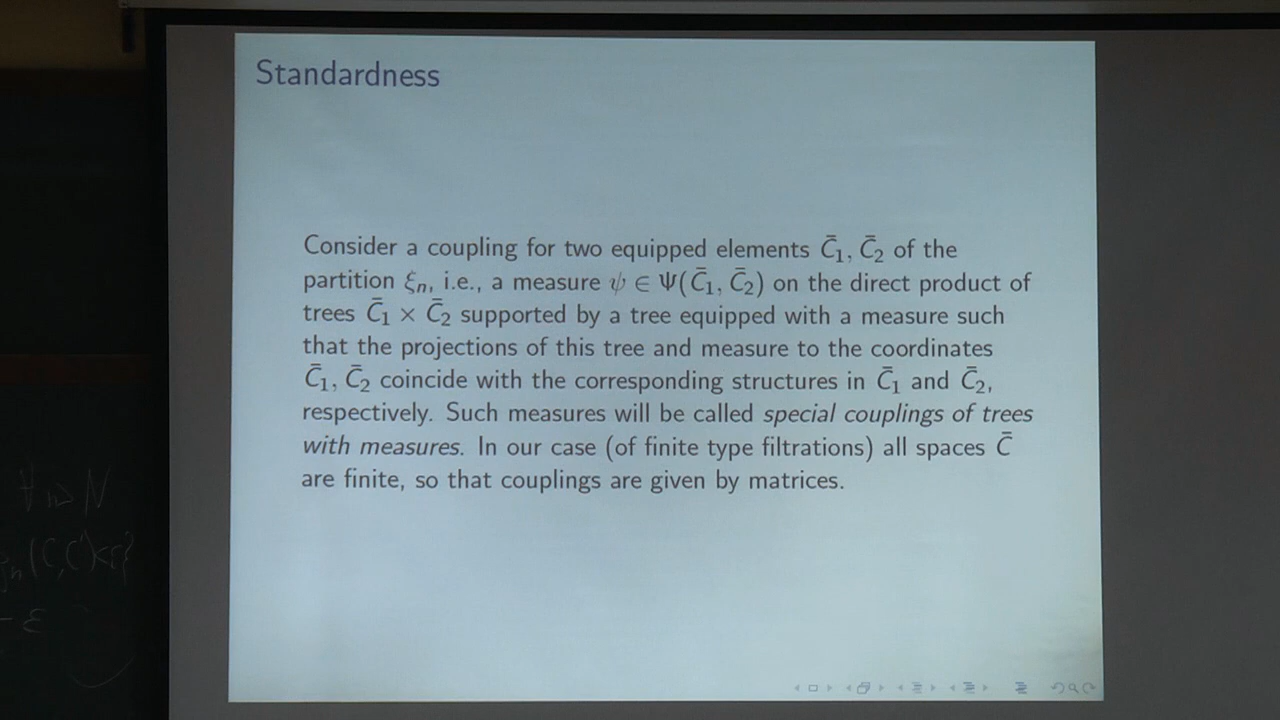 Standardness
Consider a coupling for two equipped elements C̄₁, C̄₂ of the
partition ξₙ, i.e., a measure ψ ∈ Ψ(C̄₁, C̄₂) on the direct product of
trees C̄₁ × C̄₂ supported by a tree equipped with a measure such
that the projections of this tree and measure to the coordinates
C̄₁, C̄₂ coincide with the corresponding structures in C̄₁ and C̄₂,
respectively. Such measures will be called special couplings of trees
with measures. In our case (of finite type filtrations) all spaces C̄
are finite, so that couplings are given by matrices.
N
- ε